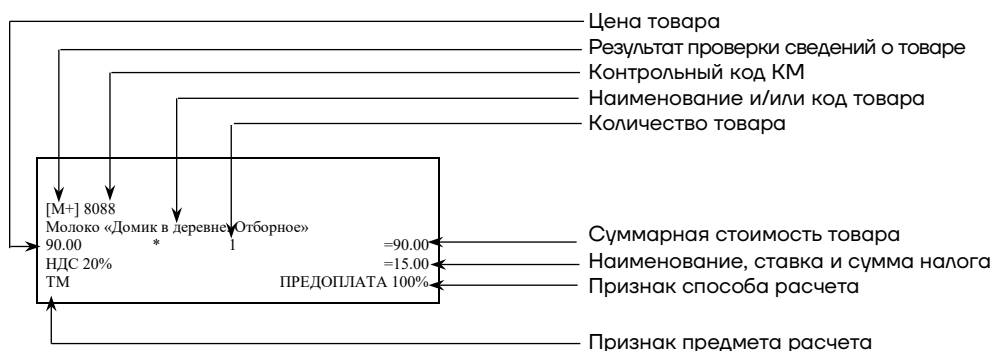 Цена товара
Результат проверки сведений о товаре
Контрольный код КМ
Наименование и/или код товара
Количество товара
[M+] 8088
Молоко «Домик в деревне» Отборное»
90.00 * 1 =90.00
НДС 20% =15.00
ТМ ПРЕДОПЛАТА 100%
Суммарная стоимость товара
Наименование, ставка и сумма налога
Признак способа расчета
Признак предмета расчета